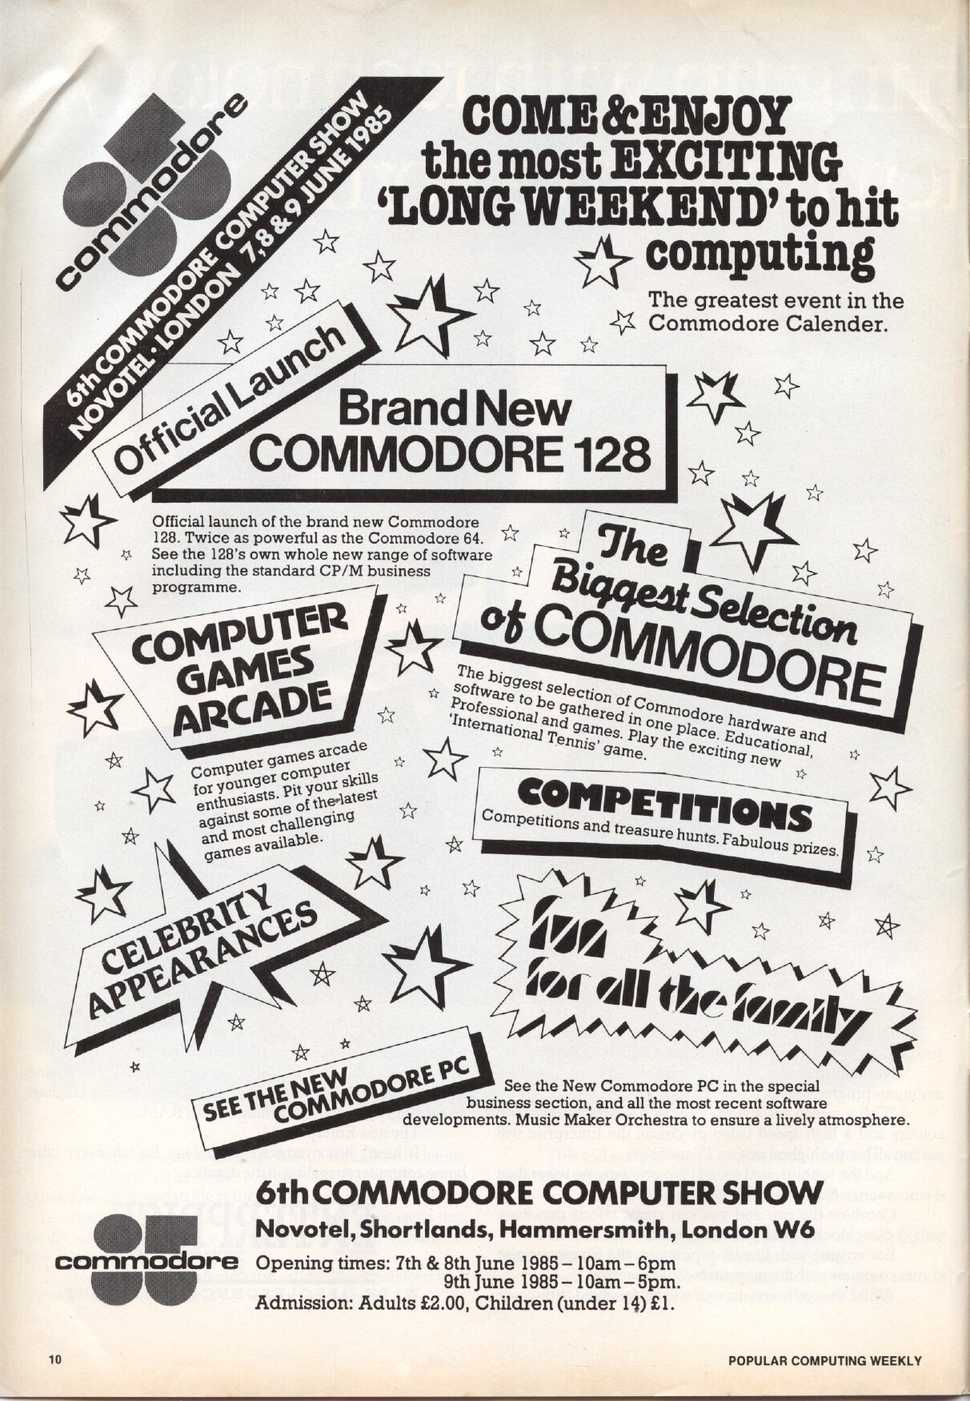 commodore
6th COMMODORE COMPUTER SHOW
NOVOTEL · LONDON 7,8 & 9 JUNE 1985
COME & ENJOY
the most EXCITING
'LONG WEEKEND' to hit
computing
The greatest event in the
Commodore Calender.
Official Launch
Brand New
COMMODORE 128
Official launch of the brand new Commodore
128. Twice as powerful as the Commodore 64.
See the 128's own whole new range of software
including the standard CP/M business
programme.
The
Biggest Selection
of COMMODORE
The biggest selection of Commodore hardware and
software to be gathered in one place. Educational,
Professional and games. Play the exciting new
'International Tennis' game.
COMPUTER
GAMES
ARCADE
Computer games arcade
for younger computer
enthusiasts. Pit your skills
against some of the latest
and most challenging
games available.
COMPETITIONS
Competitions and treasure hunts. Fabulous prizes.
CELEBRITY
APPEARANCES
fun
for all the family
SEE THE NEW
COMMODORE PC
See the New Commodore PC in the special
business section, and all the most recent software
developments. Music Maker Orchestra to ensure a lively atmosphere.
6th COMMODORE COMPUTER SHOW
Novotel, Shortlands, Hammersmith, London W6
commodore
Opening times: 7th & 8th June 1985 – 10am – 6pm
9th June 1985 – 10am – 5pm.
Admission: Adults £2.00, Children (under 14) £1.
10
POPULAR COMPUTING WEEKLY